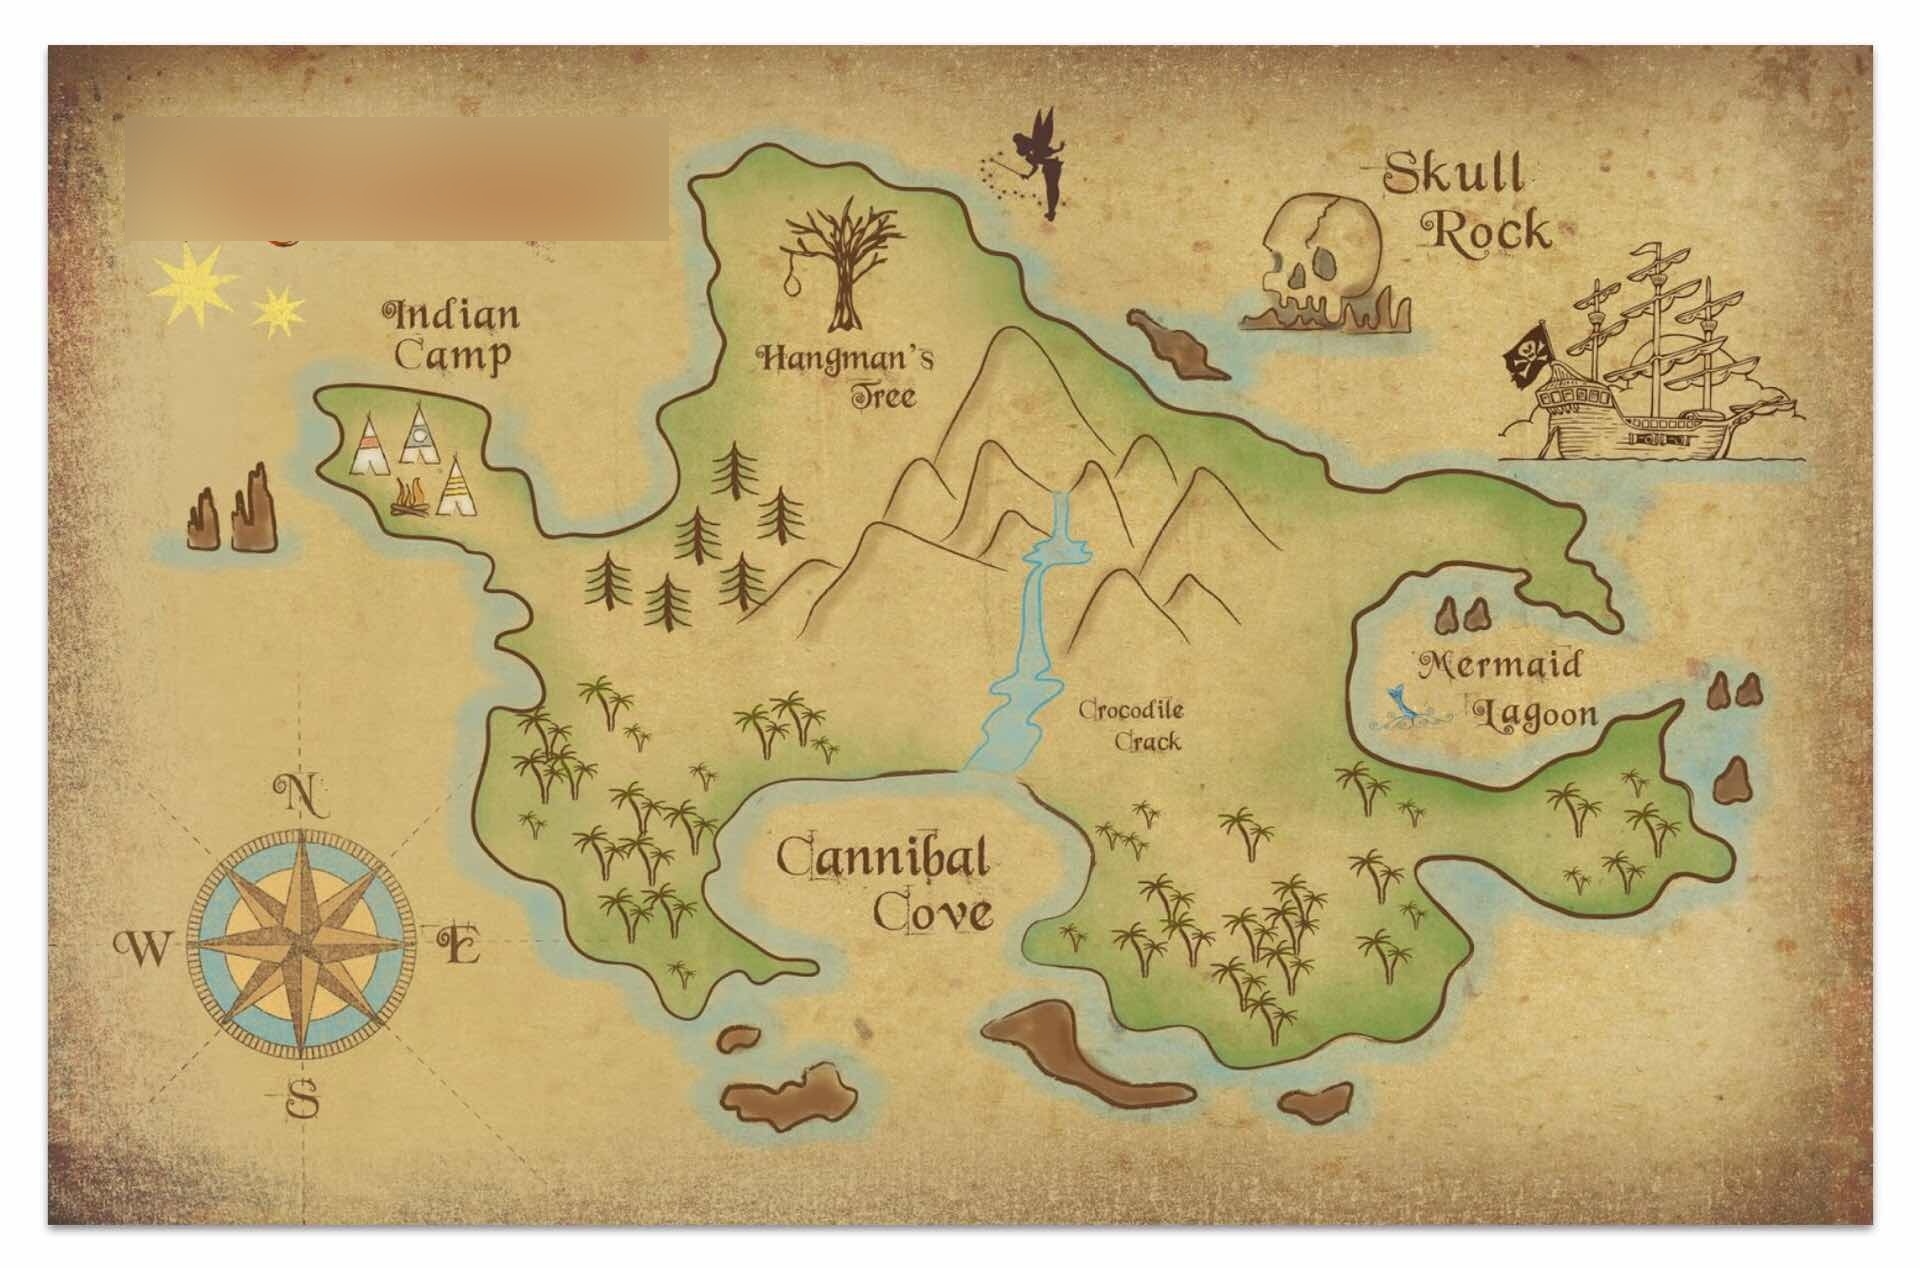 Skull
Rock
Indian
Camp
Hangman's
Tree
Mermaid
Lagoon
Crocodile
Crack
Cannibal
Cove
N
W
E
S